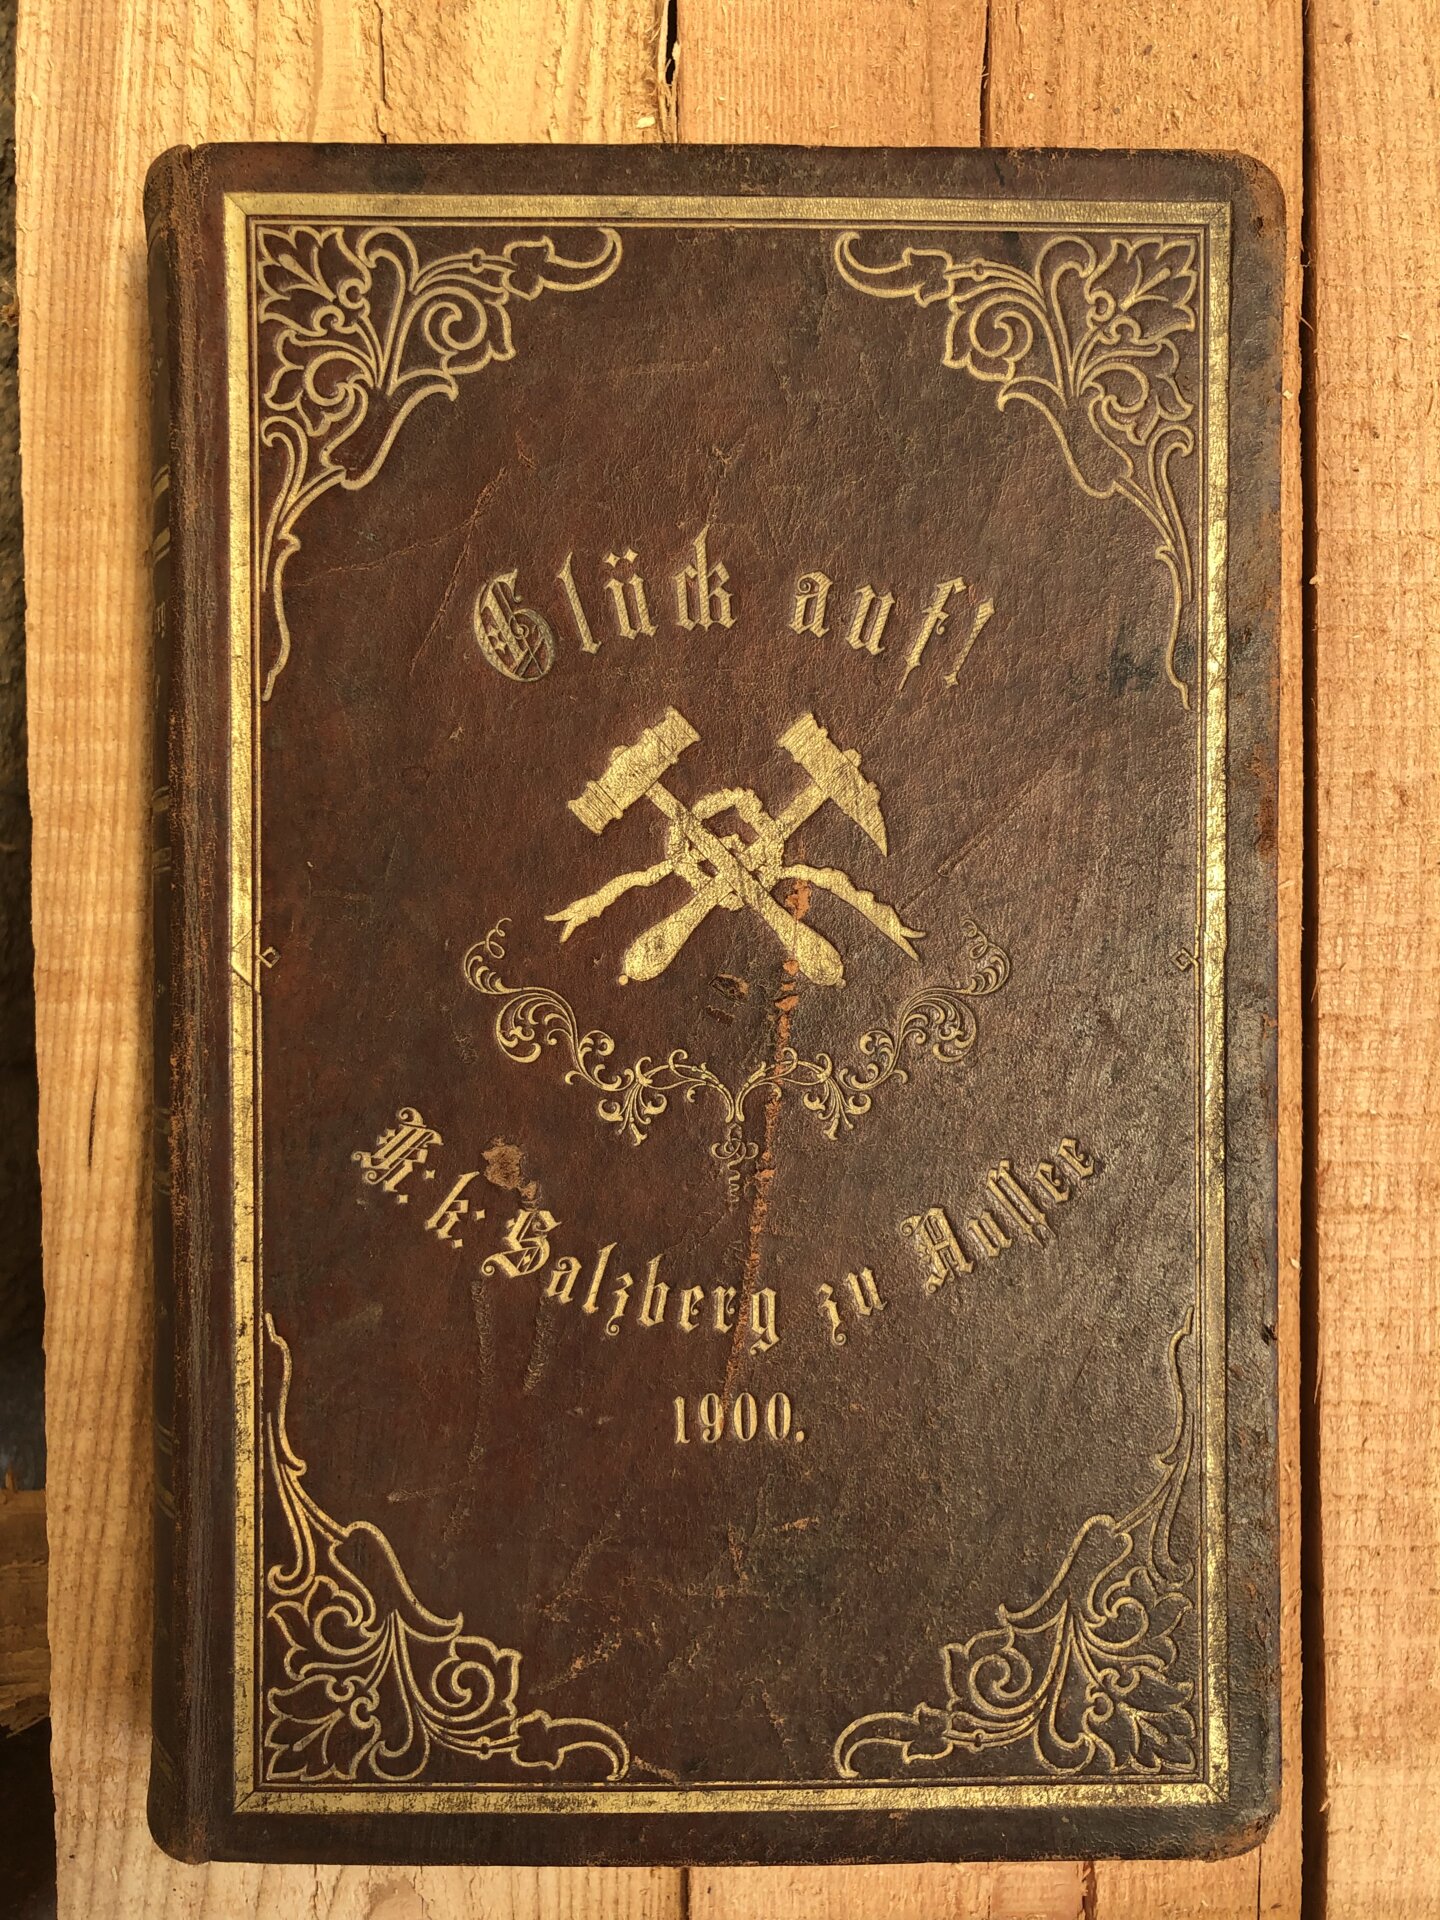 Glück auf!
K: k: Salzberg zu Aussee
1900.